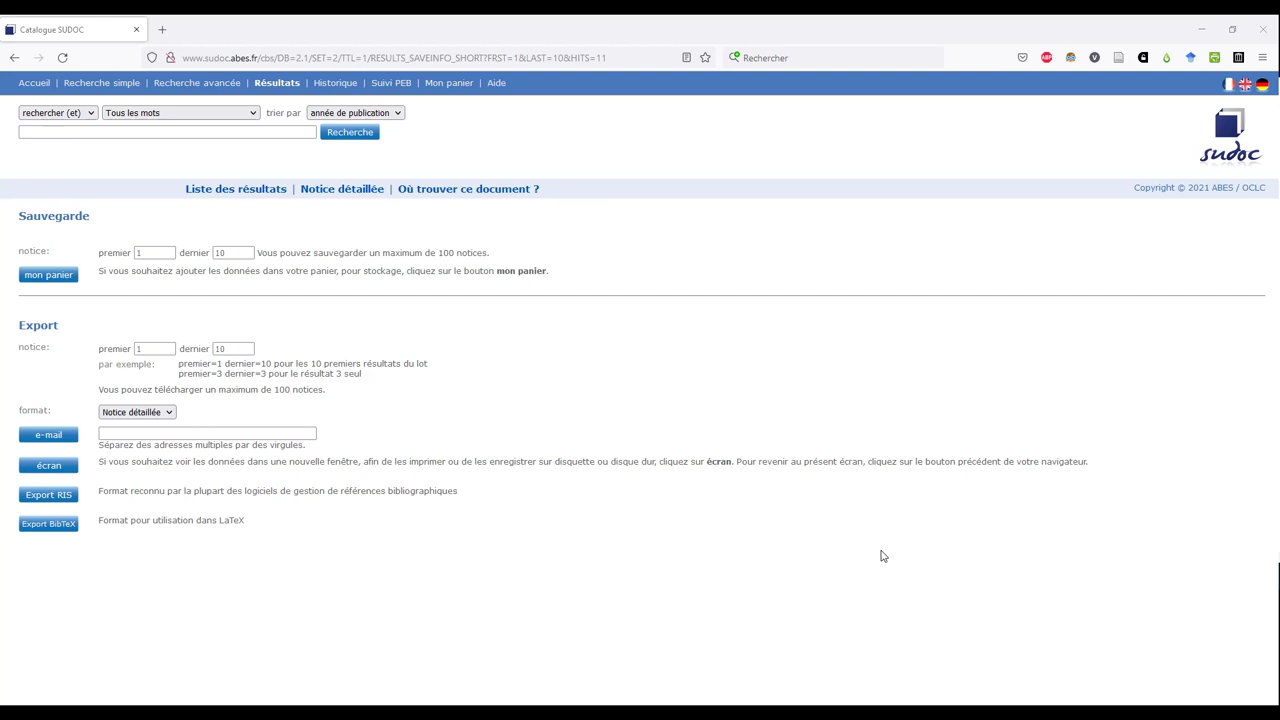 Catalogue SUDOC
www.sudoc.abes.fr/cbs/DB=2.1/SET=2/TTL=1/RESULTS_SAVEINFO_SHORT?FRST=1&LAST=10&HITS=11
Rechercher
Accueil | Recherche simple | Recherche avancée | Résultats | Historique | Suivi PEB | Mon panier | Aide
rechercher (et) Tous les mots trier par année de publication
Recherche
sudoc
Liste des résultats | Notice détaillée | Où trouver ce document ? Copyright © 2021 ABES / OCLC
Sauvegarde
notice: premier 1 dernier 10 Vous pouvez sauvegarder un maximum de 100 notices.
mon panier Si vous souhaitez ajouter les données dans votre panier, pour stockage, cliquez sur le bouton mon panier.
Export
notice: premier 1 dernier 10
par exemple: premier=1 dernier=10 pour les 10 premiers résultats du lot
premier=3 dernier=3 pour le résultat 3 seul
Vous pouvez télécharger un maximum de 100 notices.
format: Notice détaillée
e-mail
Séparez des adresses multiples par des virgules.
écran Si vous souhaitez voir les données dans une nouvelle fenêtre, afin de les imprimer ou de les enregistrer sur disquette ou disque dur, cliquez sur écran. Pour revenir au présent écran, cliquez sur le bouton précédent de votre navigateur.
Export RIS Format reconnu par la plupart des logiciels de gestion de références bibliographiques
Export BibTeX Format pour utilisation dans LaTeX